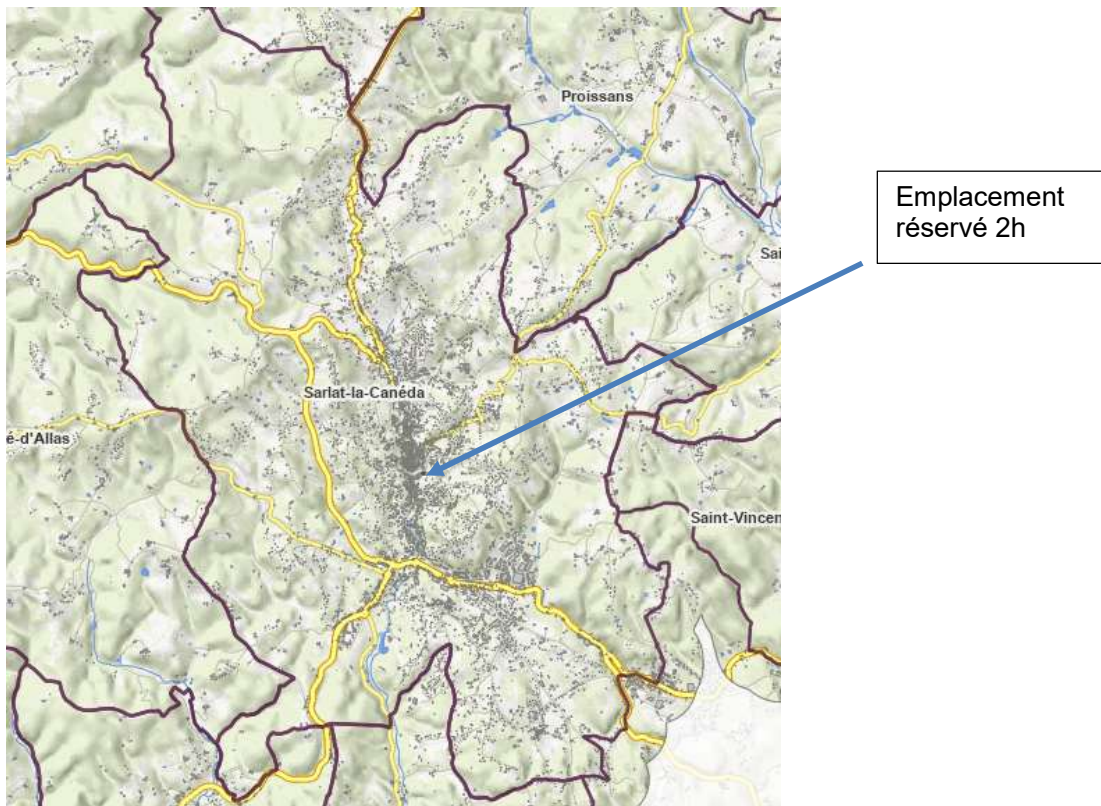 Proissans
Emplacement
réservé 2h
Sai
Sarlat-la-Canéda
é-d'Allas
Saint-Vincen